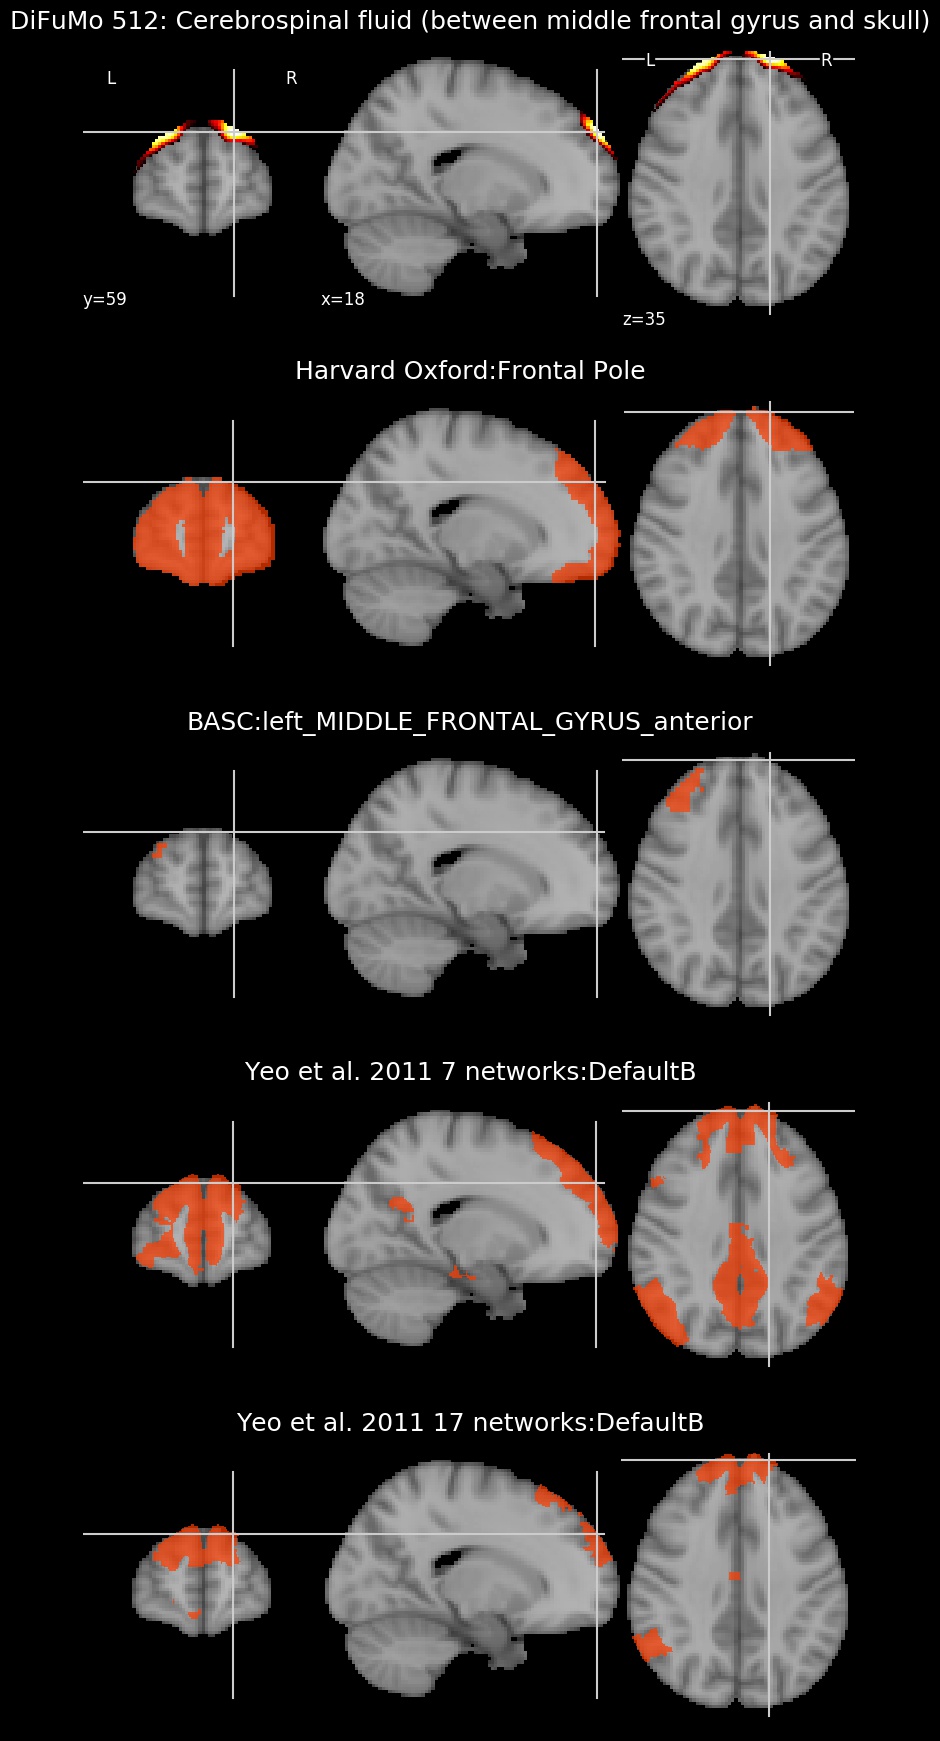 DiFuMo 512: Cerebrospinal fluid (between middle frontal gyrus and skull)
L R L R
y=59 x=18 z=35
Harvard Oxford:Frontal Pole
BASC:left_MIDDLE_FRONTAL_GYRUS_anterior
Yeo et al. 2011 7 networks:DefaultB
Yeo et al. 2011 17 networks:DefaultB